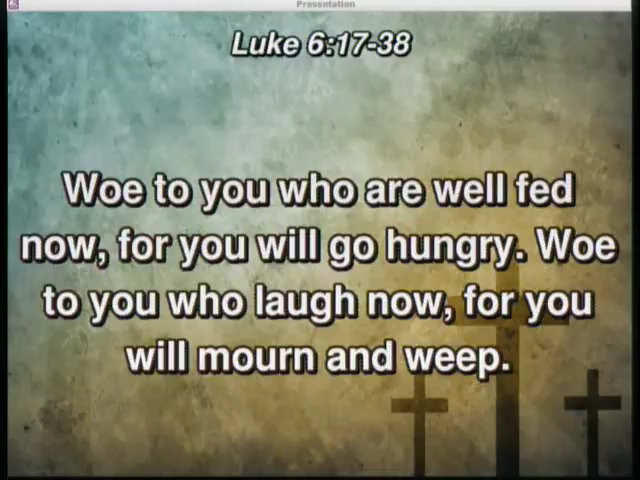 Presentation
Luke 6:17-38
Woe to you who are well fed
now, for you will go hungry. Woe
to you who laugh now, for you
will mourn and weep.